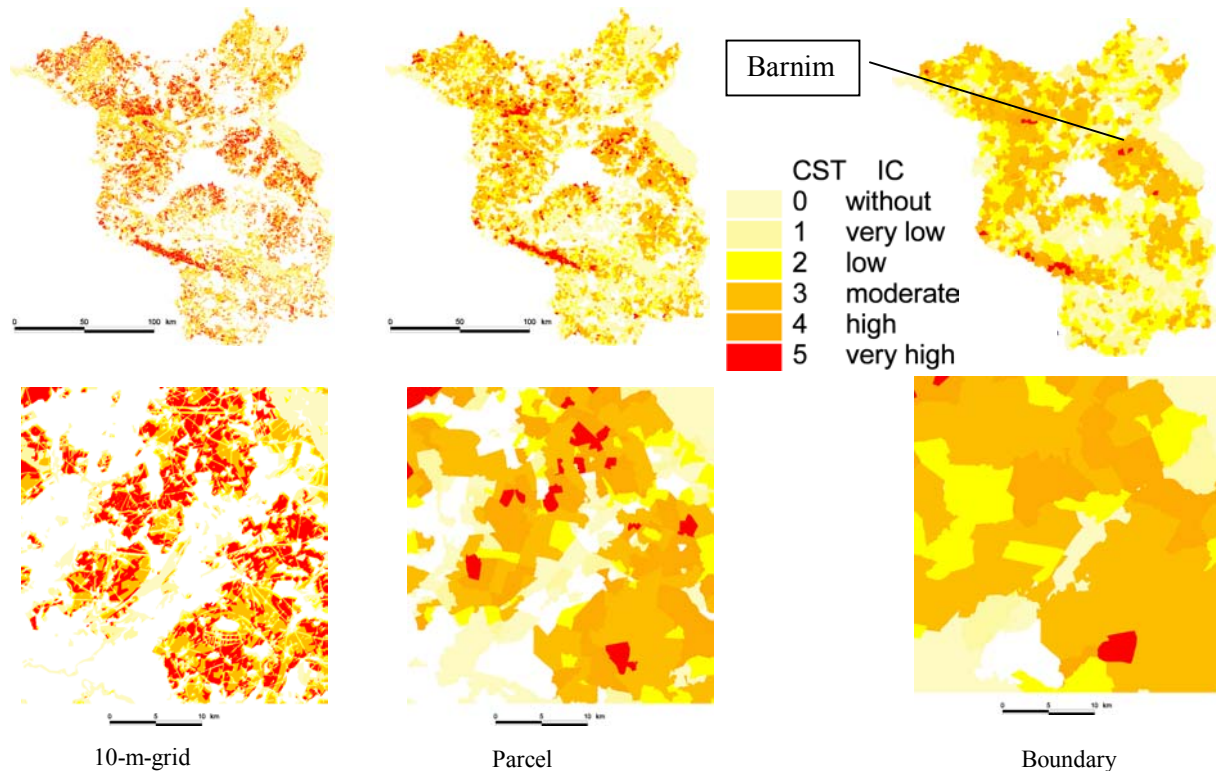 Barnim
CST IC
0 without
1 very low
2 low
3 moderate
4 high
5 very high
0 50 100 km
0 50 100 km
0 5 10 km
0 5 10 km
0 5 10 km
10-m-grid
Parcel
Boundary